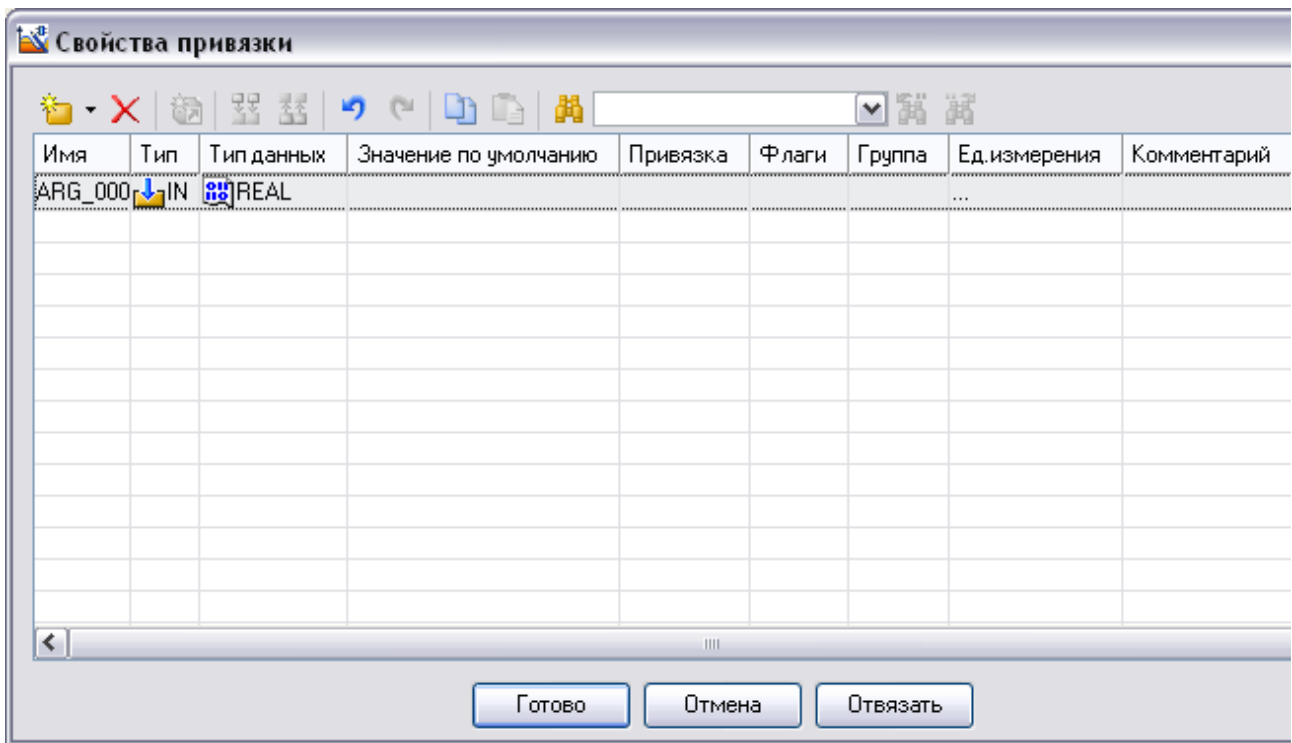 Свойства привязки
Имя Тип Тип данных Значение по умолчанию Привязка Флаги Группа Ед.измерения Комментарий
ARG_000 IN REAL ...
Готово Отмена Отвязать